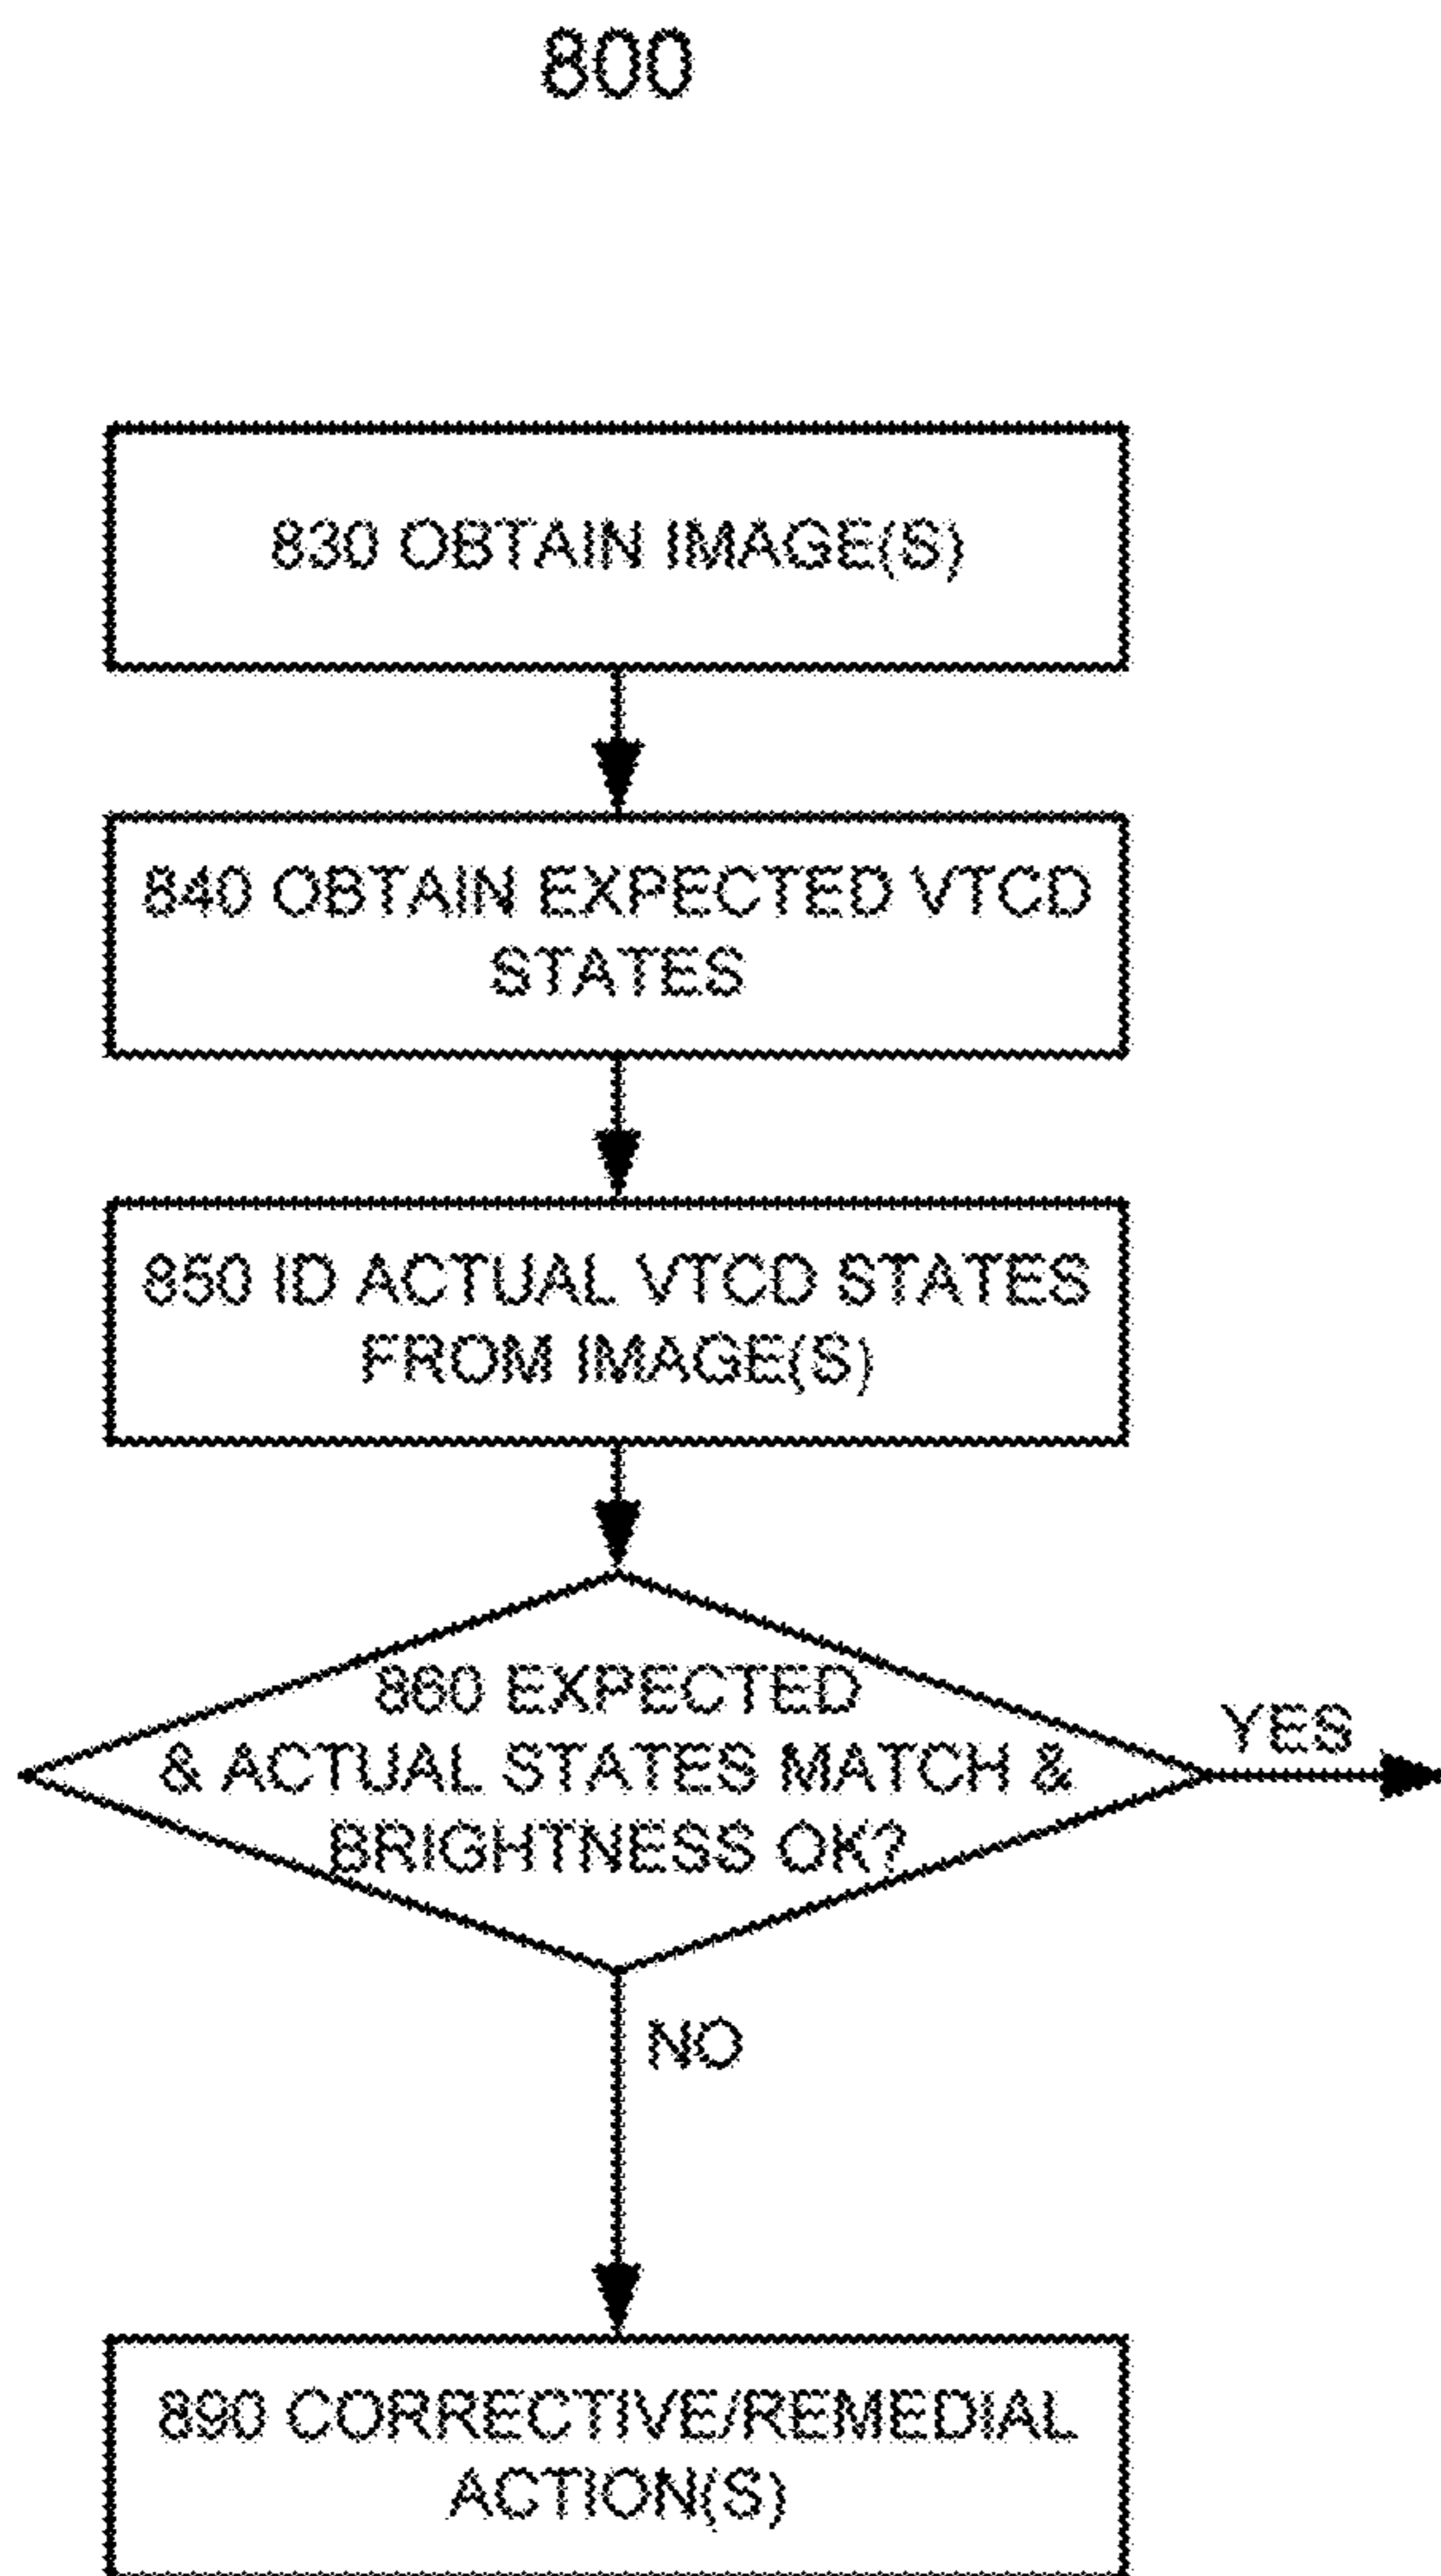 800
830 OBTAIN IMAGE(S)
840 OBTAIN EXPECTED VTCD
STATES
850 ID ACTUAL VTCD STATES
FROM IMAGE(S)
860 EXPECTED
& ACTUAL STATES MATCH &
BRIGHTNESS OK?
YES
NO
890 CORRECTIVE/REMEDIAL
ACTION(S)